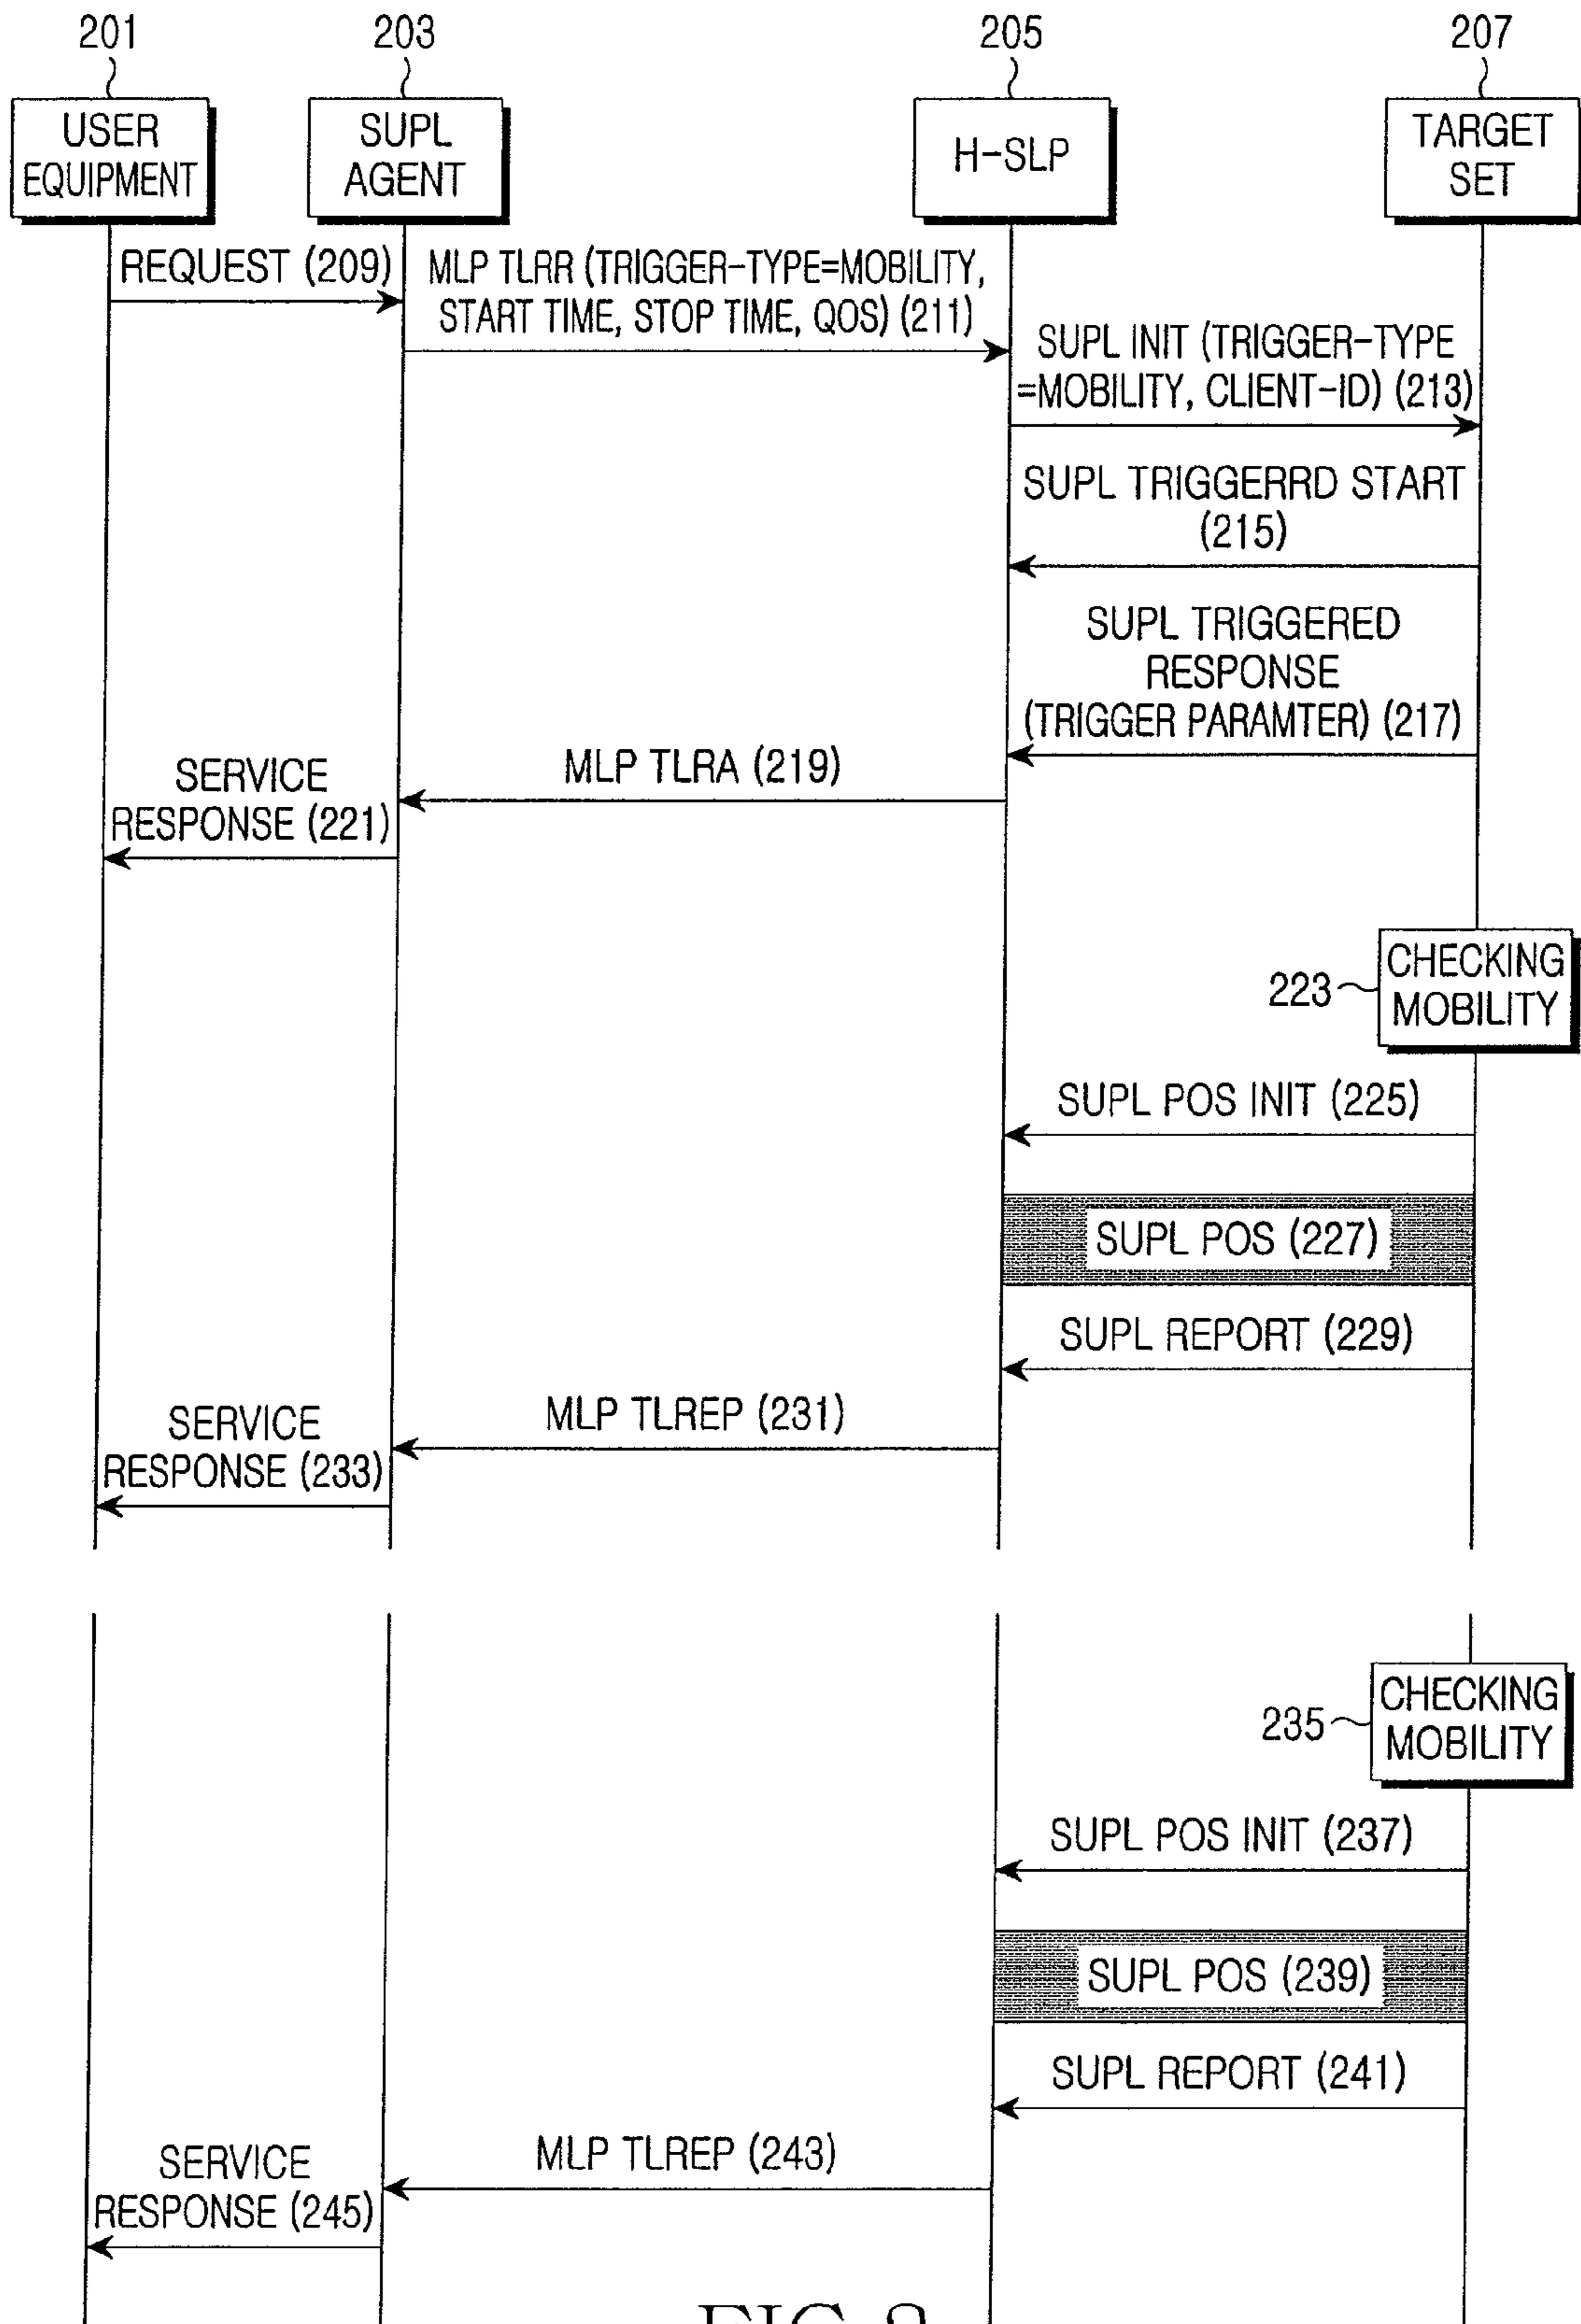 201
203
205
207
USER
EQUIPMENT
SUPL
AGENT
H-SLP
TARGET
SET
REQUEST (209)
MLP TLRR (TRIGGER-TYPE=MOBILITY,
START TIME, STOP TIME, QOS) (211)
SUPL INIT (TRIGGER-TYPE
=MOBILITY, CLIENT-ID) (213)
SUPL TRIGGERRD START
(215)
SUPL TRIGGERED
RESPONSE
(TRIGGER PARAMTER) (217)
MLP TLRA (219)
SERVICE
RESPONSE (221)
223
CHECKING
MOBILITY
SUPL POS INIT (225)
SUPL POS (227)
SUPL REPORT (229)
MLP TLREP (231)
SERVICE
RESPONSE (233)
235
CHECKING
MOBILITY
SUPL POS INIT (237)
SUPL POS (239)
SUPL REPORT (241)
MLP TLREP (243)
SERVICE
RESPONSE (245)